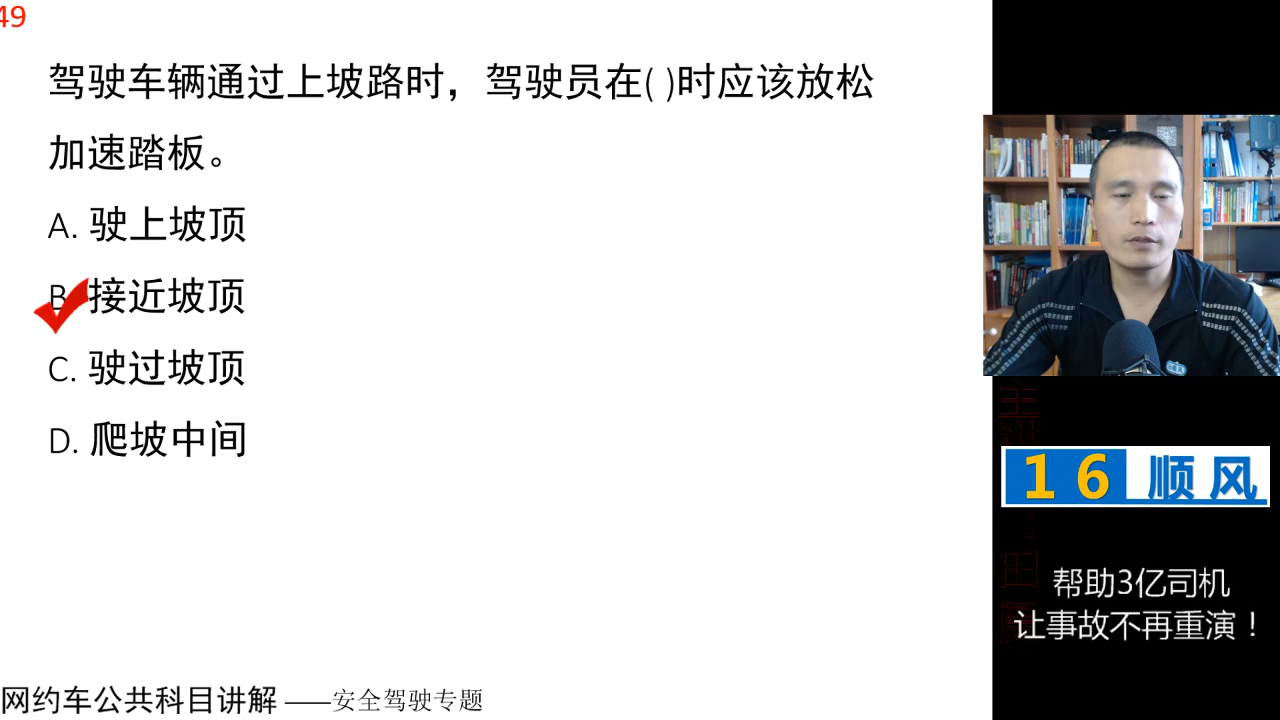 49
驾驶车辆通过上坡路时，驾驶员在( )时应该放松
加速踏板。
A. 驶上坡顶
B. 接近坡顶
C. 驶过坡顶
D. 爬坡中间
16顺风
帮助3亿司机
让事故不再重演！
网约车公共科目讲解 ——安全驾驶专题